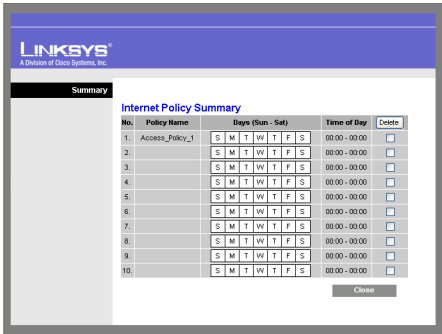 LINKSYS®
A Division of Cisco Systems, Inc.
Summary
Internet Policy Summary
No. Policy Name Days (Sun - Sat) Time of Day Delete
1. Access_Policy_1 S M T W T F S 00:00 - 00:00
2. S M T W T F S 00:00 - 00:00
3. S M T W T F S 00:00 - 00:00
4. S M T W T F S 00:00 - 00:00
5. S M T W T F S 00:00 - 00:00
6. S M T W T F S 00:00 - 00:00
7. S M T W T F S 00:00 - 00:00
8. S M T W T F S 00:00 - 00:00
9. S M T W T F S 00:00 - 00:00
10. S M T W T F S 00:00 - 00:00
Close